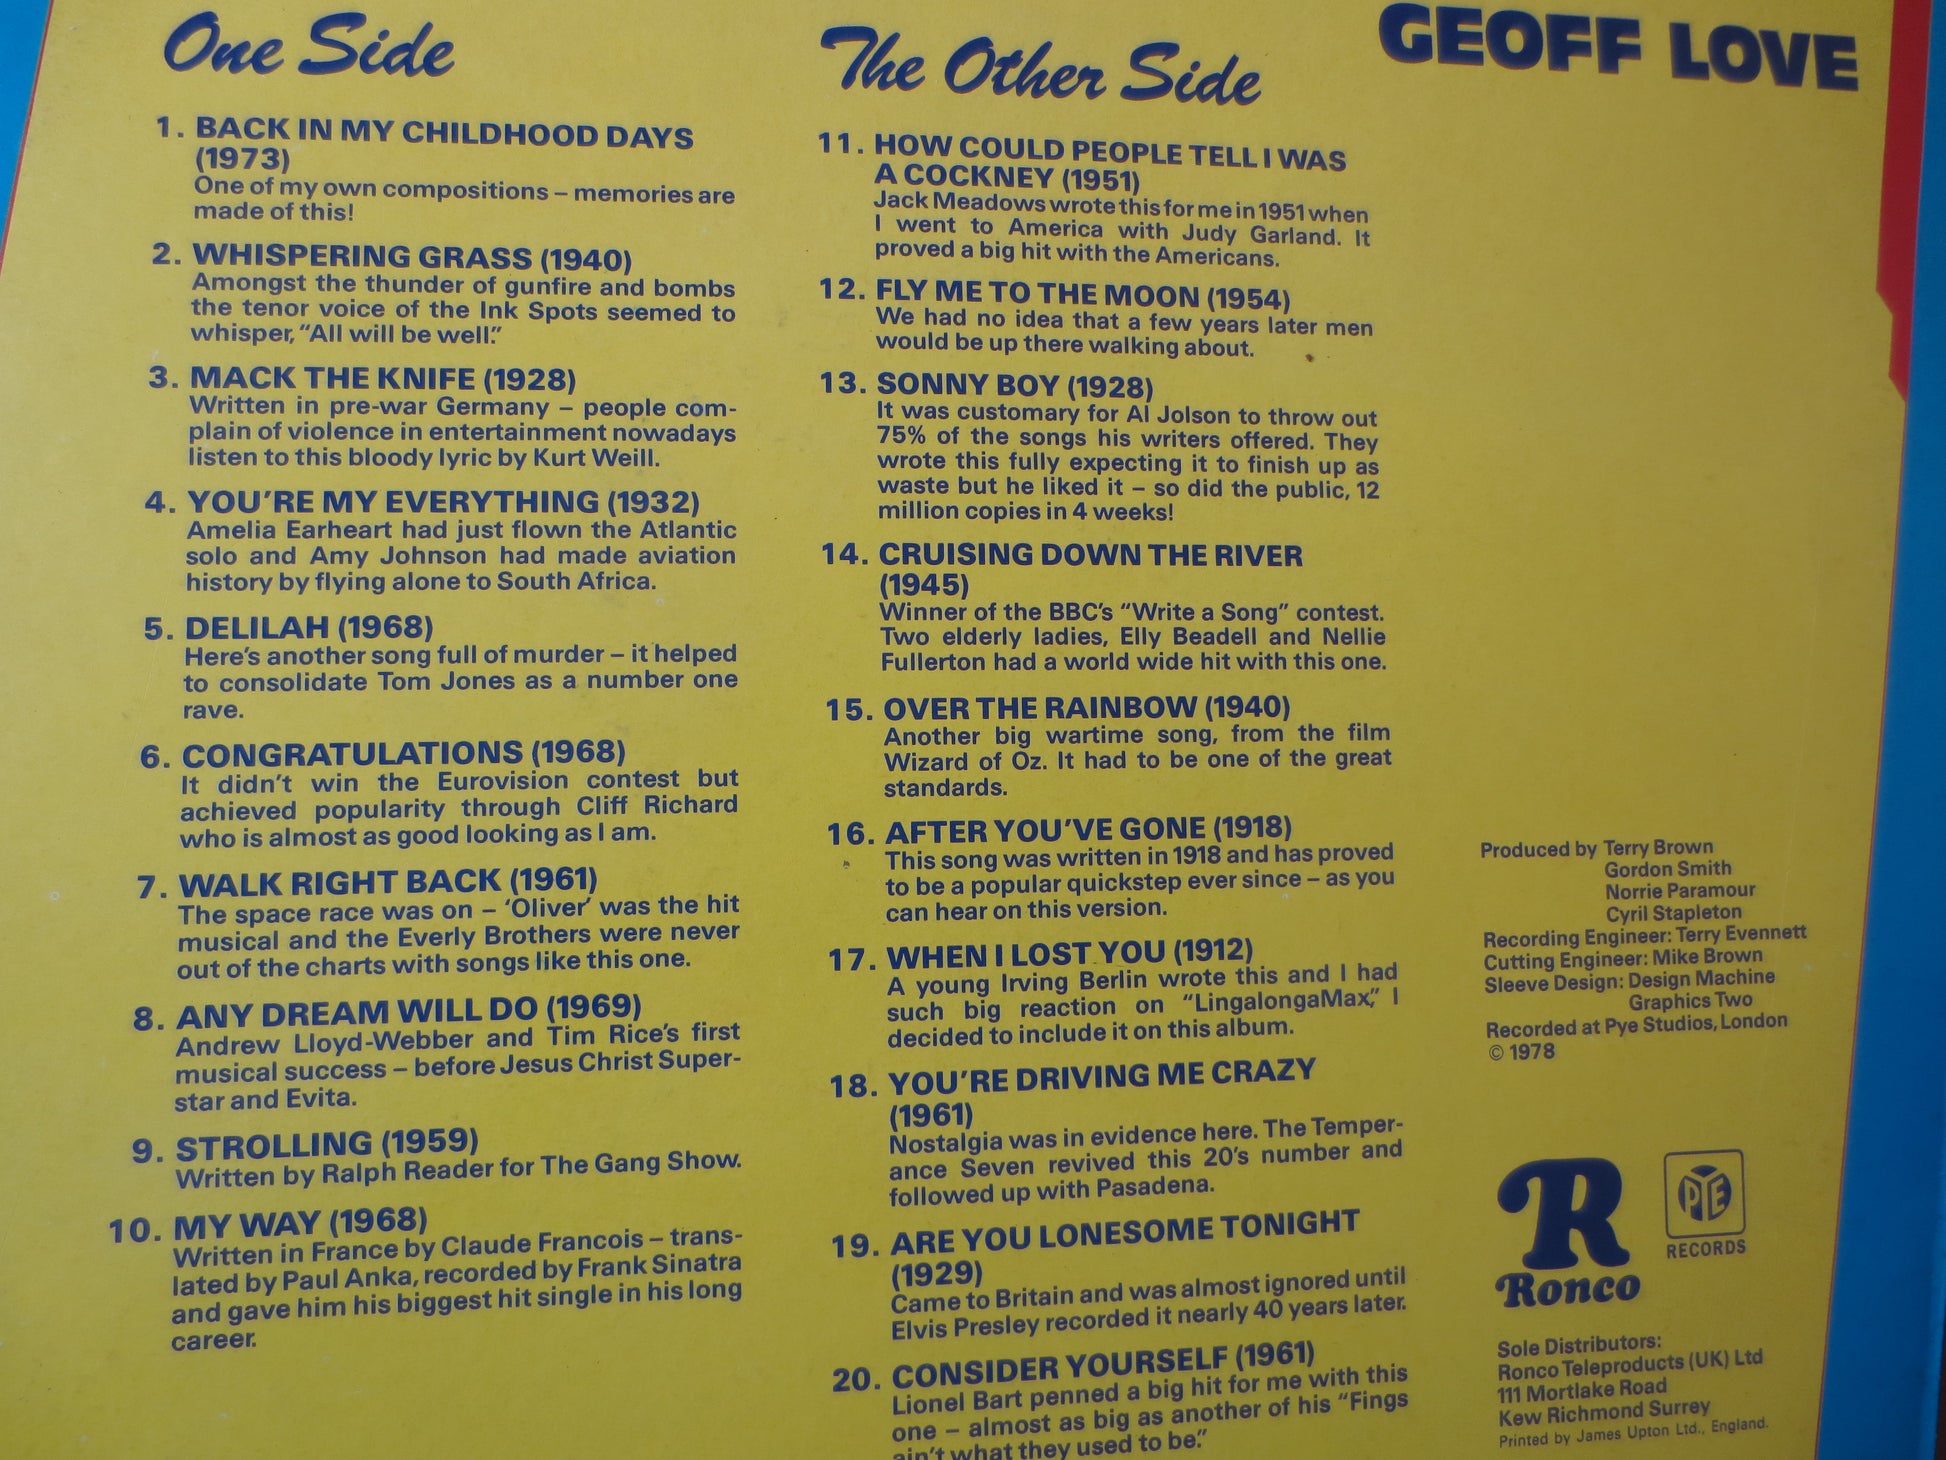 One Side
1. BACK IN MY CHILDHOOD DAYS
(1973)
One of my own compositions – memories are
made of this!
2. WHISPERING GRASS (1940)
Amongst the thunder of gunfire and bombs
the tenor voice of the Ink Spots seemed to
whisper, “All will be well.”
3. MACK THE KNIFE (1928)
Written in pre-war Germany – people com-
plain of violence in entertainment nowadays
listen to this bloody lyric by Kurt Weill.
4. YOU’RE MY EVERYTHING (1932)
Amelia Earheart had just flown the Atlantic
solo and Amy Johnson had made aviation
history by flying alone to South Africa.
5. DELILAH (1968)
Here’s another song full of murder – it helped
to consolidate Tom Jones as a number one
rave.
6. CONGRATULATIONS (1968)
It didn’t win the Eurovision contest but
achieved popularity through Cliff Richard
who is almost as good looking as I am.
7. WALK RIGHT BACK (1961)
The space race was on – ‘Oliver’ was the hit
musical and the Everly Brothers were never
out of the charts with songs like this one.
8. ANY DREAM WILL DO (1969)
Andrew Lloyd-Webber and Tim Rice’s first
musical success – before Jesus Christ Super-
star and Evita.
9. STROLLING (1959)
Written by Ralph Reader for The Gang Show.
10. MY WAY (1968)
Written in France by Claude Francois – trans-
lated by Paul Anka, recorded by Frank Sinatra
and gave him his biggest hit single in his long
career.
The Other Side
11. HOW COULD PEOPLE TELL I WAS
A COCKNEY (1951)
Jack Meadows wrote this for me in 1951 when
I went to America with Judy Garland. It
proved a big hit with the Americans.
12. FLY ME TO THE MOON (1954)
We had no idea that a few years later men
would be up there walking about.
13. SONNY BOY (1928)
It was customary for Al Jolson to throw out
75% of the songs his writers offered. They
wrote this fully expecting it to finish up as
waste but he liked it – so did the public, 12
million copies in 4 weeks!
14. CRUISING DOWN THE RIVER
(1945)
Winner of the BBC’s “Write a Song” contest.
Two elderly ladies, Elly Beadell and Nellie
Fullerton had a world wide hit with this one.
15. OVER THE RAINBOW (1940)
Another big wartime song, from the film
Wizard of Oz. It had to be one of the great
standards.
16. AFTER YOU’VE GONE (1918)
This song was written in 1918 and has proved
to be a popular quickstep ever since – as you
can hear on this version.
17. WHEN I LOST YOU (1912)
A young Irving Berlin wrote this and I had
such big reaction on “LingalongaMax,” I
decided to include it on this album.
18. YOU’RE DRIVING ME CRAZY
(1961)
Nostalgia was in evidence here. The Temper-
ance Seven revived this 20’s number and
followed up with Pasadena.
19. ARE YOU LONESOME TONIGHT
(1929)
Came to Britain and was almost ignored until
Elvis Presley recorded it nearly 40 years later.
20. CONSIDER YOURSELF (1961)
Lionel Bart penned a big hit for me with this
one – almost as big as another of his “Fings
ain’t what they used to be.”
GEOFF LOVE
Produced by Terry Brown
Gordon Smith
Norrie Paramour
Cyril Stapleton
Recording Engineer: Terry Evennett
Cutting Engineer: Mike Brown
Sleeve Design: Design Machine
Graphics Two
Recorded at Pye Studios, London
© 1978
R
Ronco
PYE
RECORDS
Sole Distributors:
Ronco Teleproducts (UK) Ltd
111 Mortlake Road
Kew Richmond Surrey
Printed by James Upton Ltd., England.